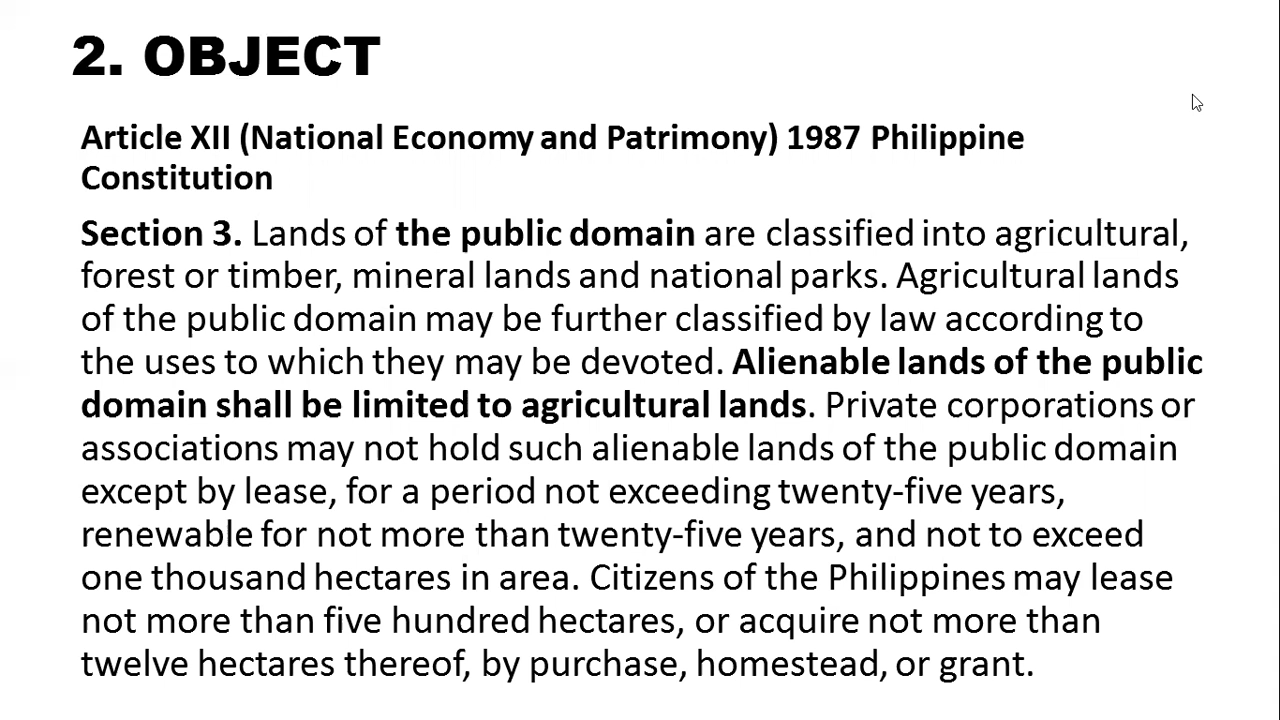 2. OBJECT
Article XII (National Economy and Patrimony) 1987 Philippine
Constitution
Section 3. Lands of the public domain are classified into agricultural,
forest or timber, mineral lands and national parks. Agricultural lands
of the public domain may be further classified by law according to
the uses to which they may be devoted. Alienable lands of the public
domain shall be limited to agricultural lands. Private corporations or
associations may not hold such alienable lands of the public domain
except by lease, for a period not exceeding twenty-five years,
renewable for not more than twenty-five years, and not to exceed
one thousand hectares in area. Citizens of the Philippines may lease
not more than five hundred hectares, or acquire not more than
twelve hectares thereof, by purchase, homestead, or grant.